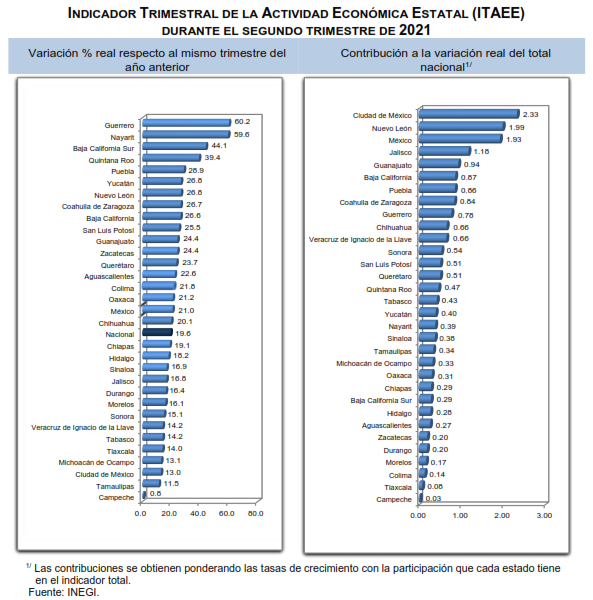 INDICADOR TRIMESTRAL DE LA ACTIVIDAD ECONÓMICA ESTATAL (ITAEE)
DURANTE EL SEGUNDO TRIMESTRE DE 2021
Variación % real respecto al mismo trimestre del
año anterior
Guerrero 60.2
Nayarit 59.6
Baja California Sur 44.1
Quintana Roo 39.4
Puebla 28.9
Yucatán 26.8
Nuevo León 26.8
Coahuila de Zaragoza 26.7
Baja California 26.6
San Luis Potosí 25.5
Guanajuato 24.4
Zacatecas 24.4
Querétaro 23.7
Aguascalientes 22.6
Colima 21.8
Oaxaca 21.2
México 21.0
Chihuahua 20.1
Nacional 19.6
Chiapas 19.1
Hidalgo 18.2
Sinaloa 16.9
Jalisco 16.8
Durango 16.4
Morelos 16.1
Sonora 15.1
Veracruz de Ignacio de la Llave 14.2
Tabasco 14.2
Tlaxcala 14.0
Michoacán de Ocampo 13.1
Ciudad de México 13.0
Tamaulipas 11.5
Campeche 0.8
0.0 20.0 40.0 60.0 80.0
Contribución a la variación real del total
nacional1/
Ciudad de México 2.33
Nuevo León 1.99
México 1.93
Jalisco 1.16
Guanajuato 0.94
Baja California 0.87
Puebla 0.86
Coahuila de Zaragoza 0.84
Guerrero 0.78
Chihuahua 0.66
Veracruz de Ignacio de la Llave 0.66
Sonora 0.54
San Luis Potosí 0.51
Querétaro 0.51
Quintana Roo 0.47
Tabasco 0.43
Yucatán 0.40
Nayarit 0.39
Sinaloa 0.38
Tamaulipas 0.34
Michoacán de Ocampo 0.33
Oaxaca 0.31
Chiapas 0.29
Baja California Sur 0.29
Hidalgo 0.28
Aguascalientes 0.27
Zacatecas 0.20
Durango 0.20
Morelos 0.17
Colima 0.14
Tlaxcala 0.08
Campeche 0.03
0.00 1.00 2.00 3.00
1/ Las contribuciones se obtienen ponderando las tasas de crecimiento con la participación que cada estado tiene
en el indicador total.
Fuente: INEGI.